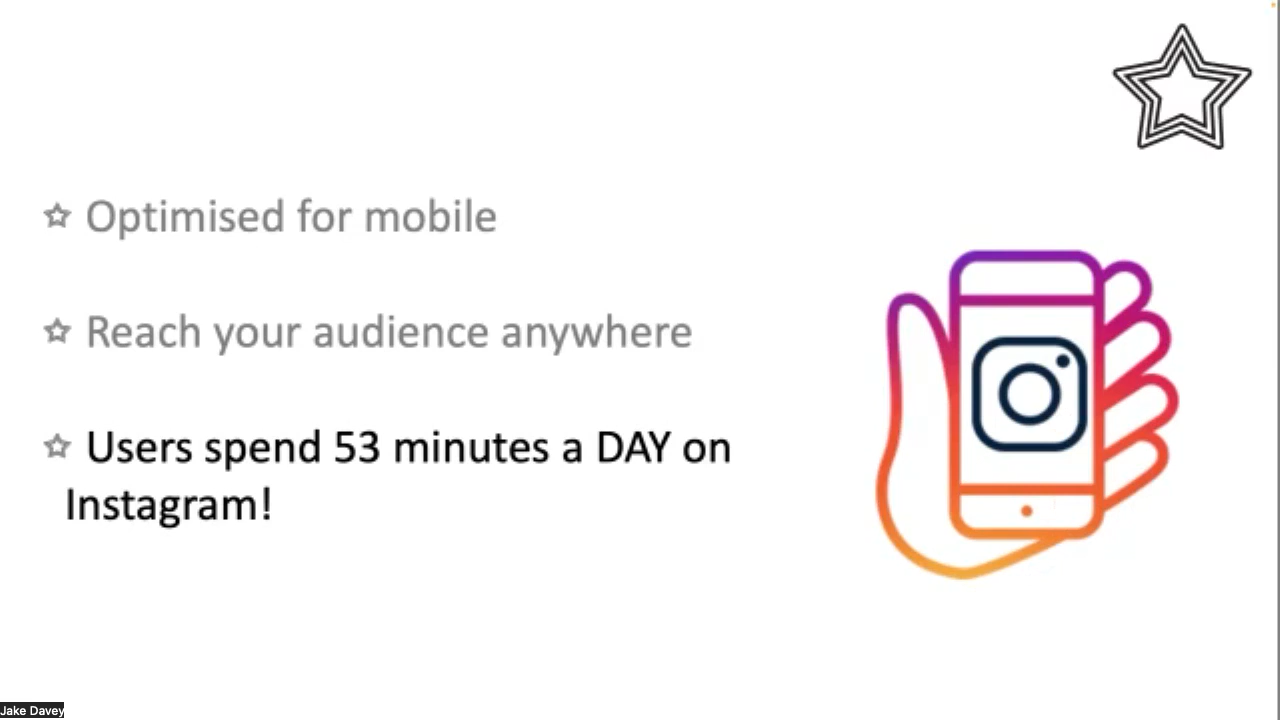 Optimised for mobile
Reach your audience anywhere
Users spend 53 minutes a DAY on
Instagram!
Jake Davey